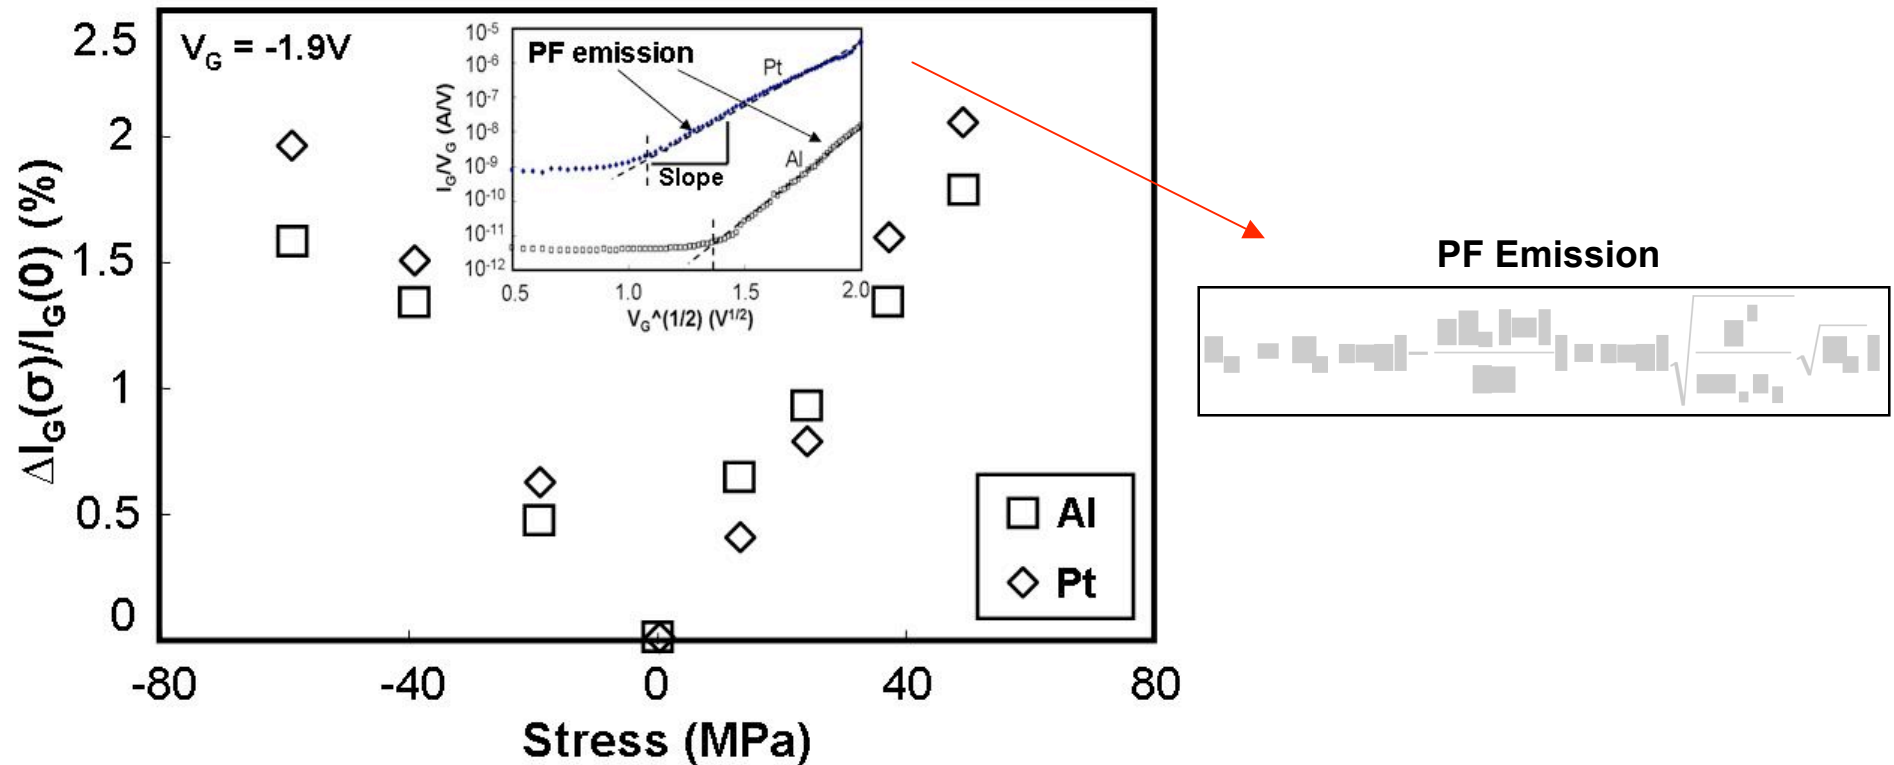 V_G = -1.9V
ΔI_G(σ)/I_G(0) (%)
2.5
2
1.5
1
0.5
0
-80
-40
0
40
80
Stress (MPa)
I_G/V_G (A/V)
10^-5
10^-6
10^-7
10^-8
10^-9
10^-10
10^-11
10^-12
PF emission
Pt
Al
Slope
0.5
1.0
1.5
2.0
V_G^(1/2) (V^1/2)
Al
Pt
PF Emission